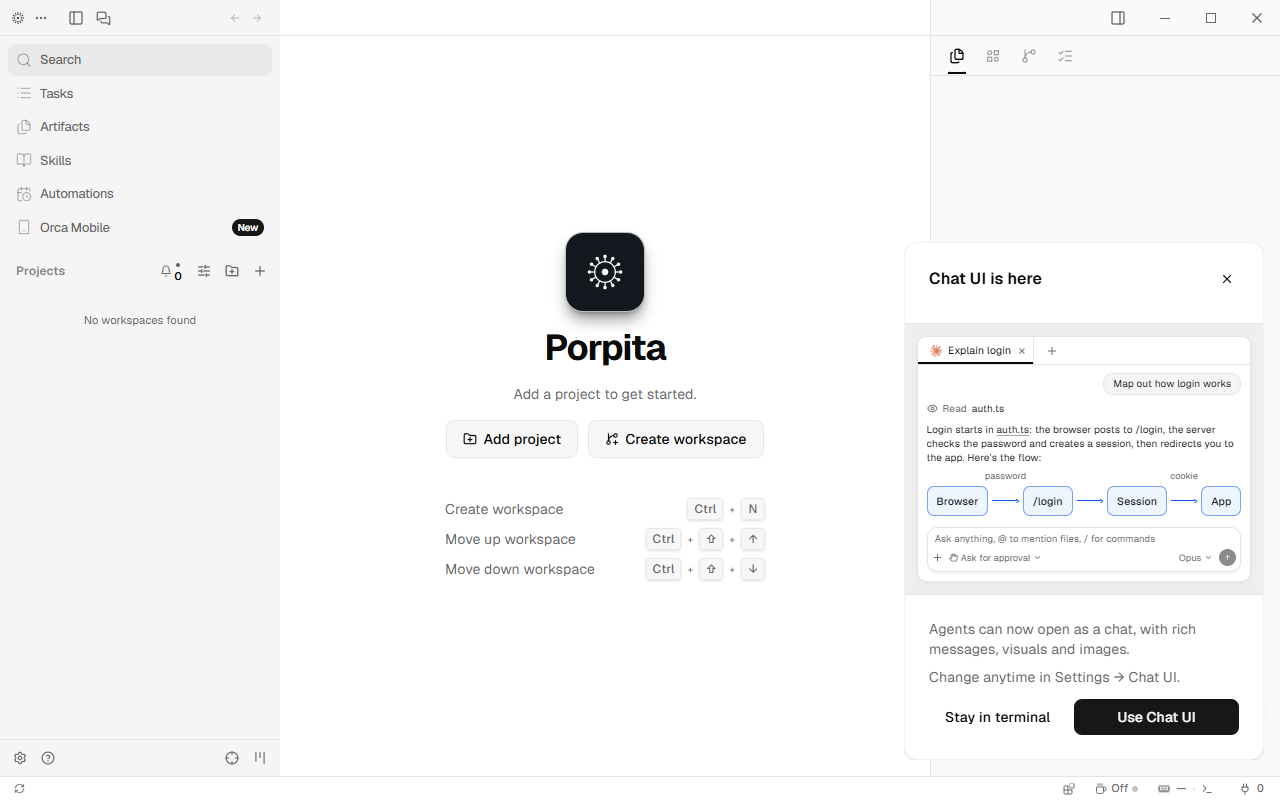 Search
Tasks
Artifacts
Skills
Automations
Orca Mobile New
Projects 0
No workspaces found
Porpita
Add a project to get started.
Add project Create workspace
Create workspace Ctrl + N
Move up workspace Ctrl + ⇧ + ↑
Move down workspace Ctrl + ⇧ + ↓
Chat UI is here
Explain login
Map out how login works
Read auth.ts
Login starts in auth.ts: the browser posts to /login, the server
checks the password and creates a session, then redirects you to
the app. Here's the flow:
password cookie
Browser /login Session App
Ask anything, @ to mention files, / for commands
Ask for approval Opus
Agents can now open as a chat, with rich
messages, visuals and images.
Change anytime in Settings → Chat UI.
Stay in terminal Use Chat UI
Off — · 0